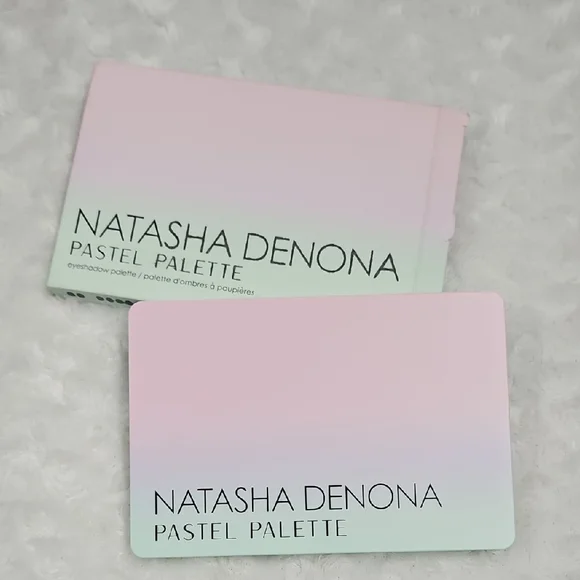 NATASHA DENONA
PASTEL PALETTE
eyeshadow palette / palette d'ombres à paupières
NATASHA DENONA
PASTEL PALETTE